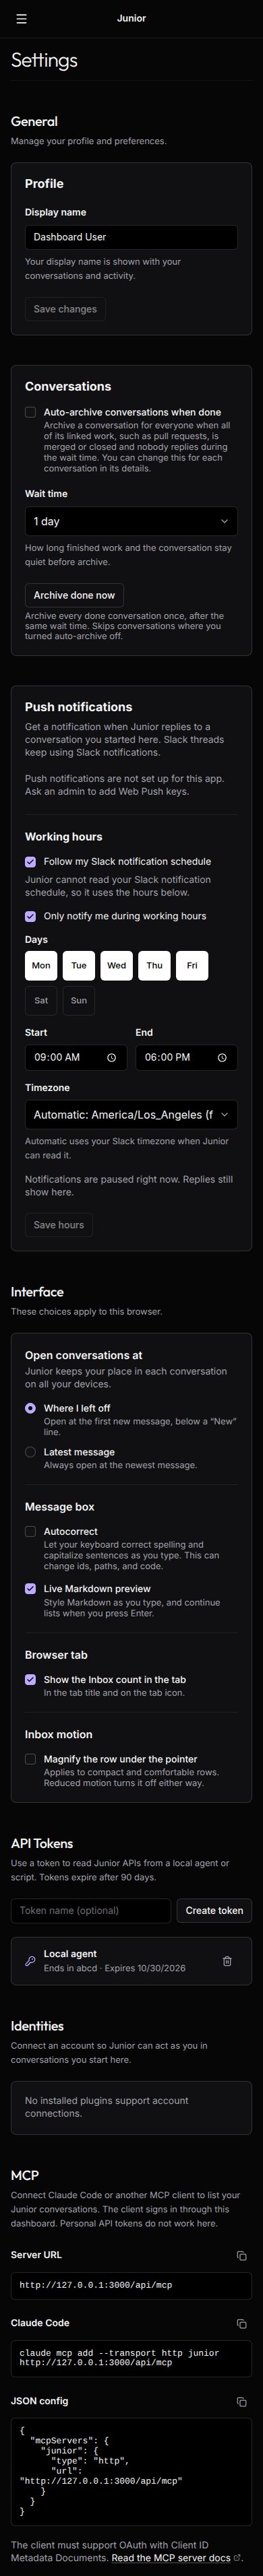 Junior
Settings
General
Manage your profile and preferences.
Profile
Display name
Dashboard User
Your display name is shown with your
conversations and activity.
Save changes
Conversations
Auto-archive conversations when done
Archive a conversation for everyone when all
of its linked work, such as pull requests, is
merged or closed and nobody replies during
the wait time. You can change this for each
conversation in its details.
Wait time
1 day
How long finished work and the conversation stay
quiet before archive.
Archive done now
Archive every done conversation once, after the
same wait time. Skips conversations where you
turned auto-archive off.
Push notifications
Get a notification when Junior replies to a
conversation you started here. Slack threads
keep using Slack notifications.
Push notifications are not set up for this app.
Ask an admin to add Web Push keys.
Working hours
Follow my Slack notification schedule
Junior cannot read your Slack notification
schedule, so it uses the hours below.
Only notify me during working hours
Days
Mon Tue Wed Thu Fri
Sat Sun
Start End
09:00 AM 06:00 PM
Timezone
Automatic: America/Los_Angeles (f
Automatic uses your Slack timezone when Junior
can read it.
Notifications are paused right now. Replies still
show here.
Save hours
Interface
These choices apply to this browser.
Open conversations at
Junior keeps your place in each conversation
on all your devices.
Where I left off
Open at the first new message, below a “New”
line.
Latest message
Always open at the newest message.
Message box
Autocorrect
Let your keyboard correct spelling and
capitalize sentences as you type. This can
change ids, paths, and code.
Live Markdown preview
Style Markdown as you type, and continue
lists when you press Enter.
Browser tab
Show the Inbox count in the tab
In the tab title and on the tab icon.
Inbox motion
Magnify the row under the pointer
Applies to compact and comfortable rows.
Reduced motion turns it off either way.
API Tokens
Use a token to read Junior APIs from a local agent or
script. Tokens expire after 90 days.
Token name (optional) Create token
Local agent
Ends in abcd · Expires 10/30/2026
Identities
Connect an account so Junior can act as you in
conversations you start here.
No installed plugins support account
connections.
MCP
Connect Claude Code or another MCP client to list your
Junior conversations. The client signs in through this
dashboard. Personal API tokens do not work here.
Server URL
http://127.0.0.1:3000/api/mcp
Claude Code
claude mcp add --transport http junior
http://127.0.0.1:3000/api/mcp
JSON config
{
"mcpServers": {
"junior": {
"type": "http",
"url":
"http://127.0.0.1:3000/api/mcp"
}
}
}
The client must support OAuth with Client ID
Metadata Documents. Read the MCP server docs.